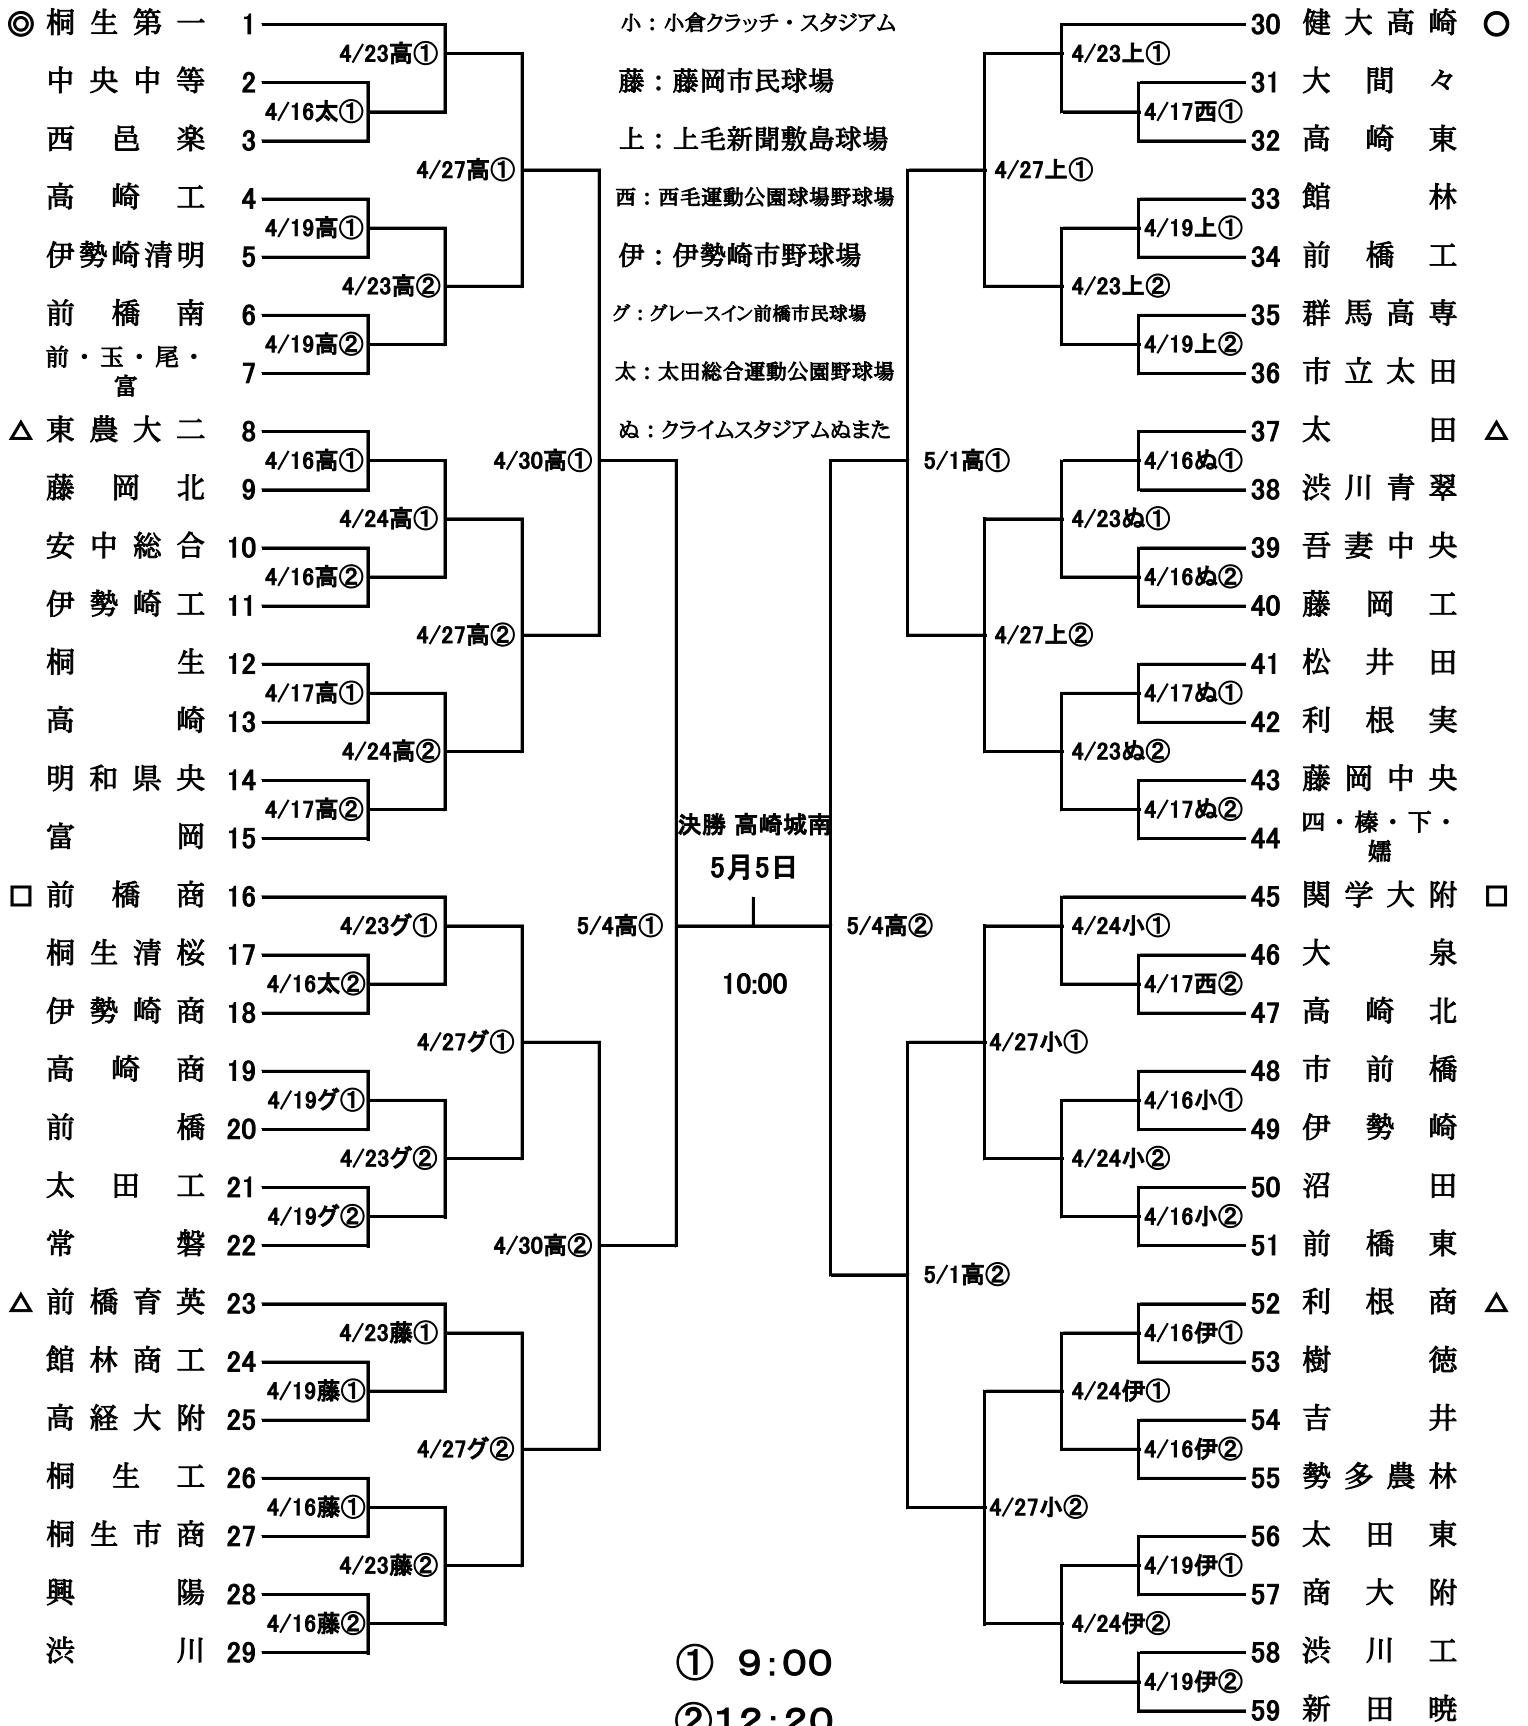 ◎ 桐生第一 1
4/23高①
中央中等 2
4/16太①
西邑楽 3
4/27高①
高崎工 4
4/19高①
伊勢崎清明 5
4/23高②
前橋南 6
4/19高②
前・玉・尾・
富
7
△ 東農大二 8
4/16高①
4/30高①
藤岡北 9
4/24高①
安中総合 10
4/16高②
伊勢崎工 11
4/27高②
桐生 12
4/17高①
高崎 13
4/24高②
明和県央 14
4/17高②
富岡 15
□ 前橋商 16
4/23グ①
5/4高①
桐生清桜 17
4/16太②
伊勢崎商 18
4/27グ①
高崎商 19
4/19グ①
前橋 20
4/23グ②
太田工 21
4/19グ②
常磐 22
4/30高②
△ 前橋育英 23
4/23藤①
館林商工 24
4/19藤①
高経大附 25
4/27グ②
桐生工 26
4/16藤①
桐生市商 27
4/23藤②
興陽 28
4/16藤②
渋川 29
小：小倉クラッチ・スタジアム
藤：藤岡市民球場
上：上毛新聞敷島球場
西：西毛運動公園球場野球場
伊：伊勢崎市野球場
グ：グレースイン前橋市民球場
太：太田総合運動公園野球場
ぬ：クライムスタジアムぬまた
決勝 高崎城南
5月5日
10:00
① 9:00
②12:20
30 健大高崎 ○
4/23上①
31 大間々
4/17西①
32 高崎東
4/27上①
33 館林
4/19上①
34 前橋工
4/23上②
35 群馬高専
4/19上②
36 市立太田
37 太田 △
4/16ぬ①
5/1高①
38 渋川青翠
4/23ぬ①
39 吾妻中央
4/16ぬ②
40 藤岡工
4/27上②
41 松井田
4/17ぬ①
42 利根実
4/23ぬ②
43 藤岡中央
4/17ぬ②
44
四・榛・下・
嬬
45 関学大附 □
4/24小①
5/4高②
46 大泉
4/17西②
47 高崎北
4/27小①
48 市前橋
4/16小①
49 伊勢崎
4/24小②
50 沼田
4/16小②
51 前橋東
5/1高②
52 利根商 △
4/16伊①
53 樹徳
4/24伊①
54 吉井
4/16伊②
55 勢多農林
4/27小②
56 太田東
4/19伊①
57 商大附
4/24伊②
58 渋川工
4/19伊②
59 新田暁